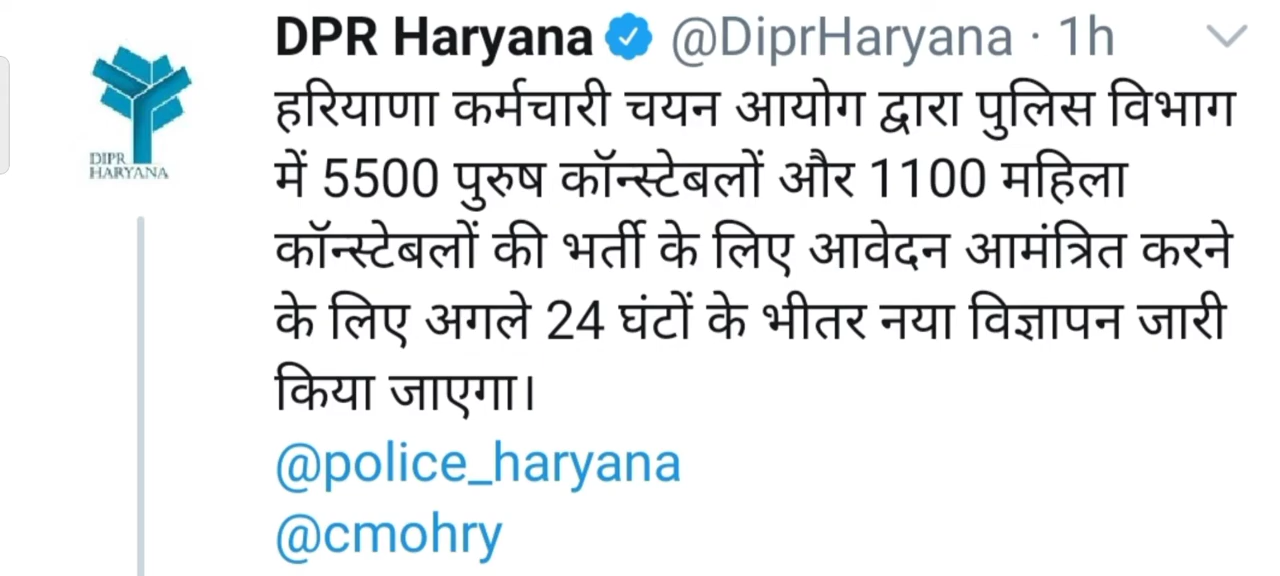 DPR Haryana @DiprHaryana · 1h
हरियाणा कर्मचारी चयन आयोग द्वारा पुलिस विभाग
में 5500 पुरुष कॉन्स्टेबलों और 1100 महिला
कॉन्स्टेबलों की भर्ती के लिए आवेदन आमंत्रित करने
के लिए अगले 24 घंटों के भीतर नया विज्ञापन जारी
किया जाएगा।
@police_haryana
@cmohry
DIPR
HARYANA